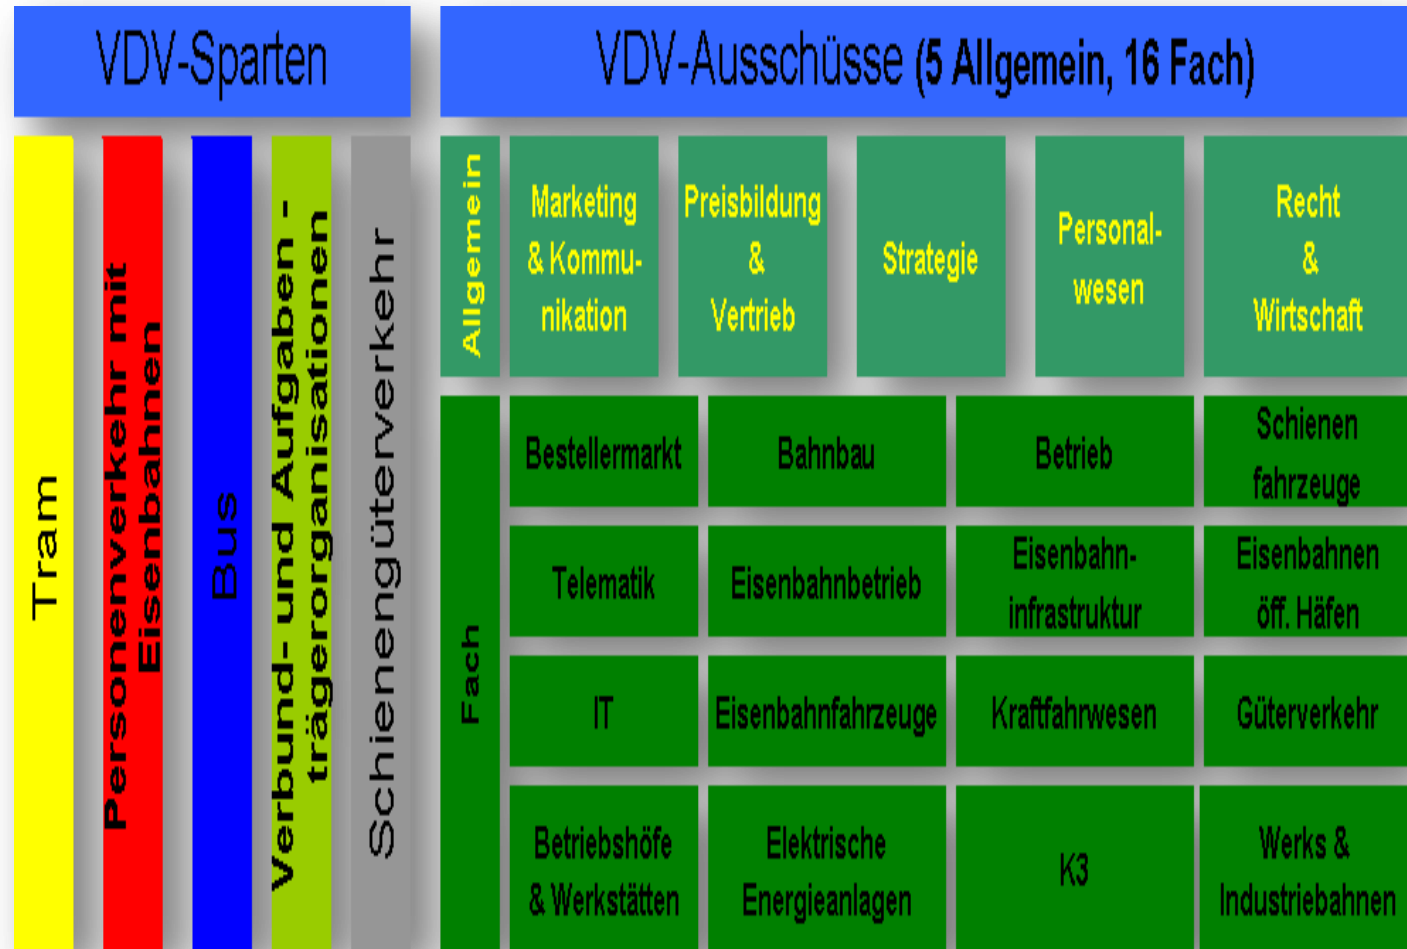 VDV-Sparten
VDV-Ausschüsse (5 Allgemein, 16 Fach)
Tram
Personenverkehr mit
Eisenbahnen
Bus
Verbund- und Aufgaben -
trägerorganisationen
Schienengüterverkehr
Allgemein
Marketing
& Kommu-
nikation
Preisbildung
&
Vertrieb
Strategie
Personal-
wesen
Recht
&
Wirtschaft
Fach
Bestellermarkt
Bahnbau
Betrieb
Schienen
fahrzeuge
Telematik
Eisenbahnbetrieb
Eisenbahn-
infrastruktur
Eisenbahnen
öff. Häfen
IT
Eisenbahnfahrzeuge
Kraftfahrwesen
Güterverkehr
Betriebshöfe
& Werkstätten
Elektrische
Energieanlagen
K3
Werks &
Industriebahnen